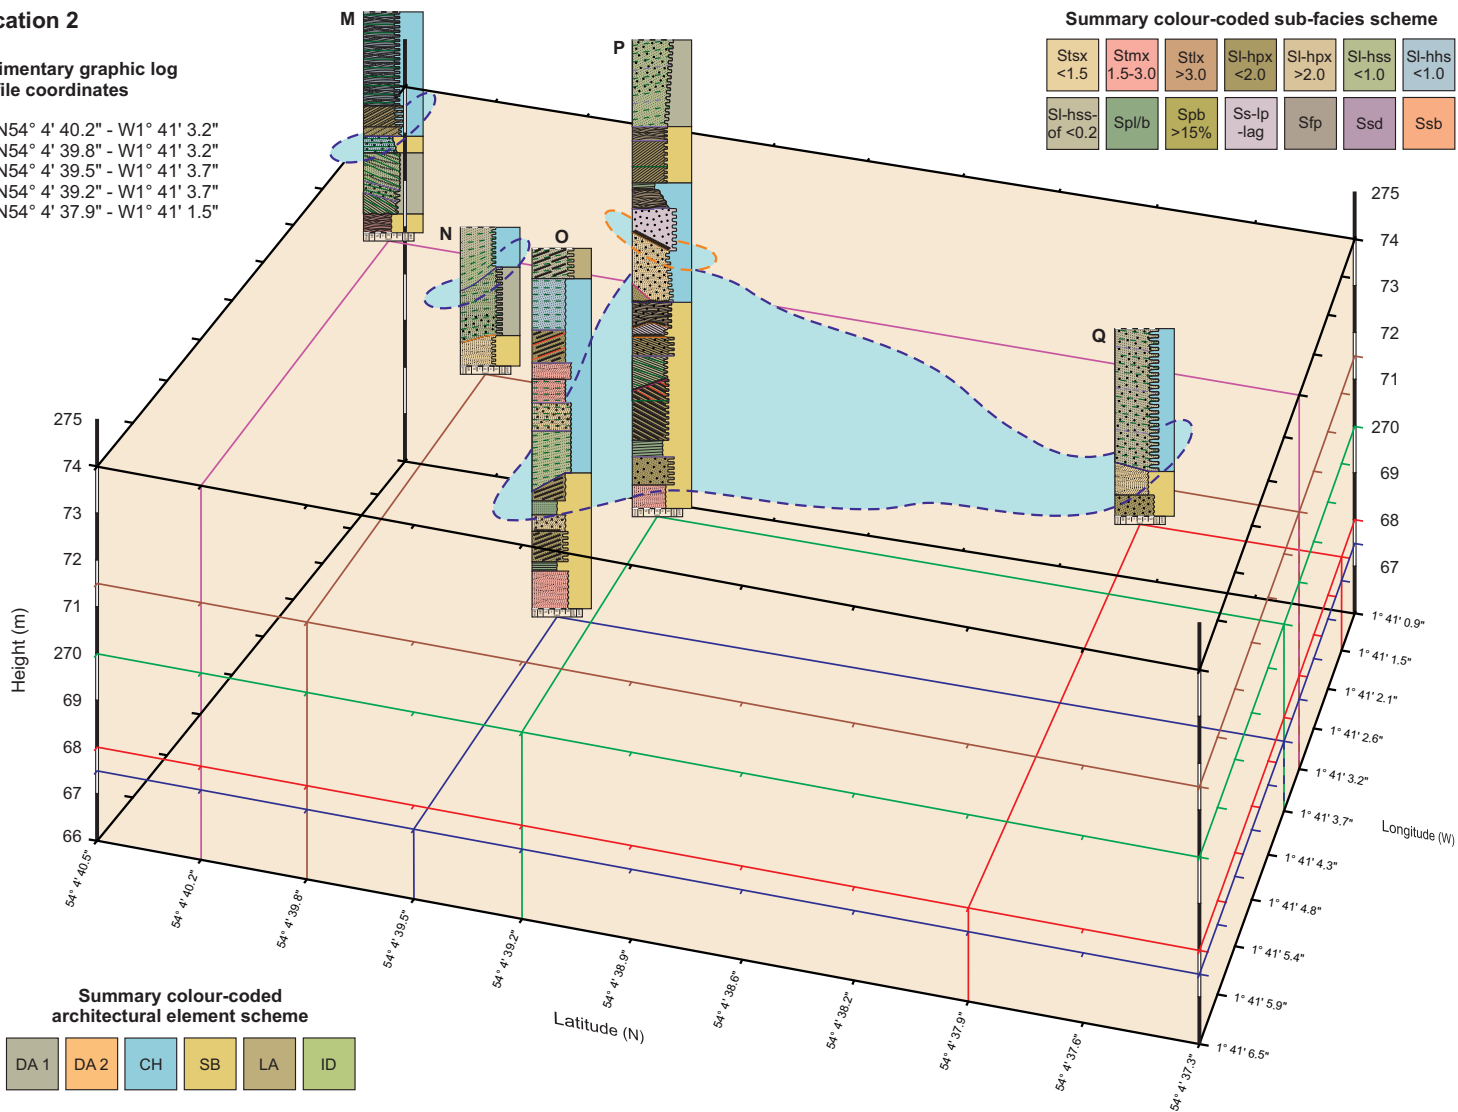 cation 2
imentary graphic log
file coordinates
N54° 4' 40.2" - W1° 41' 3.2"
N54° 4' 39.8" - W1° 41' 3.2"
N54° 4' 39.5" - W1° 41' 3.7"
N54° 4' 39.2" - W1° 41' 3.7"
N54° 4' 37.9" - W1° 41' 1.5"
M
N
O
P
Q
Summary colour-coded sub-facies scheme
Stsx <1.5
Stmx 1.5-3.0
Stlx >3.0
Sl-hpx <2.0
Sl-hpx >2.0
Sl-hss <1.0
Sl-hhs <1.0
Sl-hss-of <0.2
Spl/b
Spb >15%
Ss-lp -lag
Sfp
Ssd
Ssb
275
74
73
72
71
270
69
68
67
275
74
73
72
71
270
69
68
67
66
Height (m)
54° 4' 40.5"
54° 4' 40.2"
54° 4' 39.8"
54° 4' 39.5"
54° 4' 39.2"
54° 4' 38.9"
54° 4' 38.6"
54° 4' 38.2"
54° 4' 37.9"
54° 4' 37.6"
54° 4' 37.3"
Latitude (N)
1° 41' 0.9"
1° 41' 1.5"
1° 41' 2.1"
1° 41' 2.6"
1° 41' 3.2"
1° 41' 3.7"
1° 41' 4.3"
1° 41' 4.8"
1° 41' 5.4"
1° 41' 5.9"
1° 41' 6.5"
Longitude (W)
Summary colour-coded
architectural element scheme
DA 1
DA 2
CH
SB
LA
ID